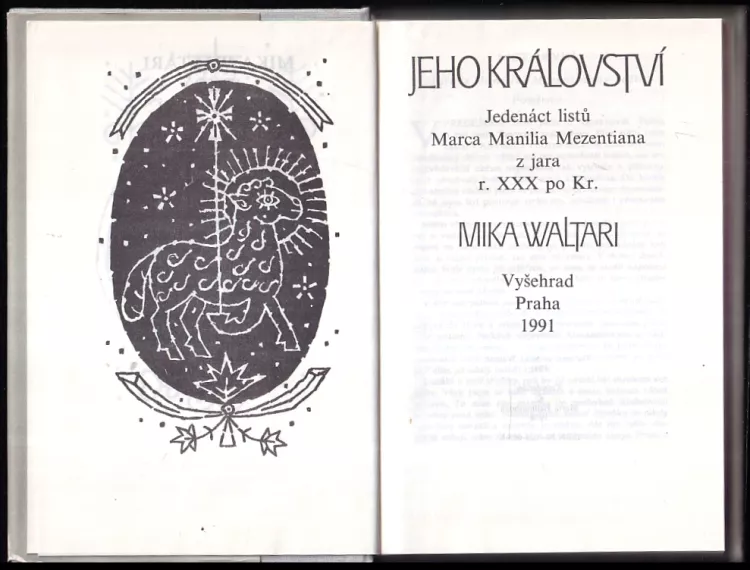 JEHO KRÁLOVSTVÍ
Jedenáct listů
Marca Manilia Mezentiana
z jara
r. XXX po Kr.
MIKA WALTARI
Vyšehrad
Praha
1991